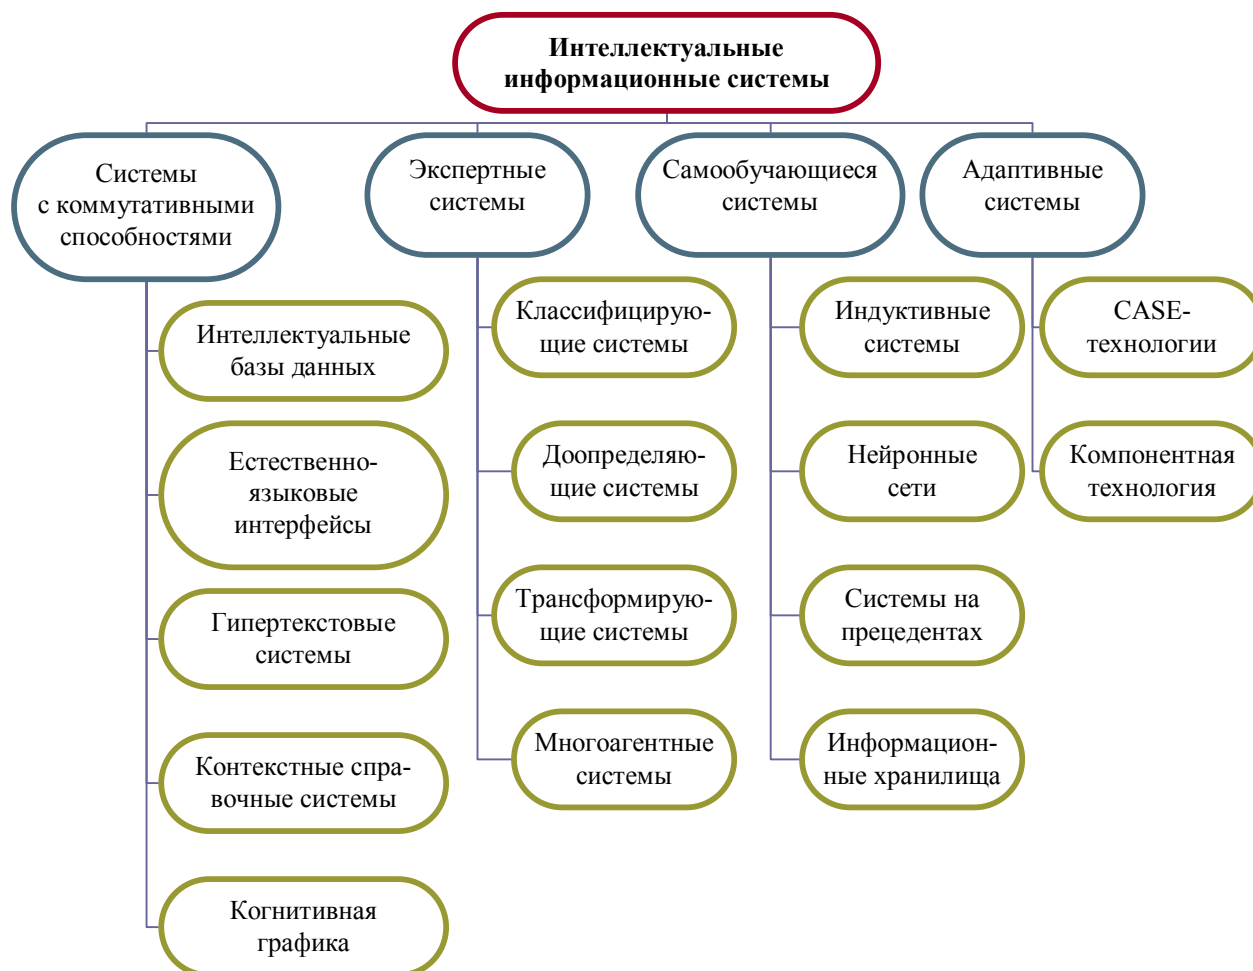 Интеллектуальные
информационные системы
Системы
с коммутативными
способностями
Экспертные
системы
Самообучающиеся
системы
Адаптивные
системы
Интеллектуальные
базы данных
Естественно-
языковые
интерфейсы
Гипертекстовые
системы
Контекстные спра-
вочные системы
Когнитивная
графика
Классифицирую-
щие системы
Доопределяю-
щие системы
Трансформирую-
щие системы
Многоагентные
системы
Индуктивные
системы
Нейронные
сети
Системы на
прецедентах
Информацион-
ные хранилища
CASE-
технологии
Компонентная
технология